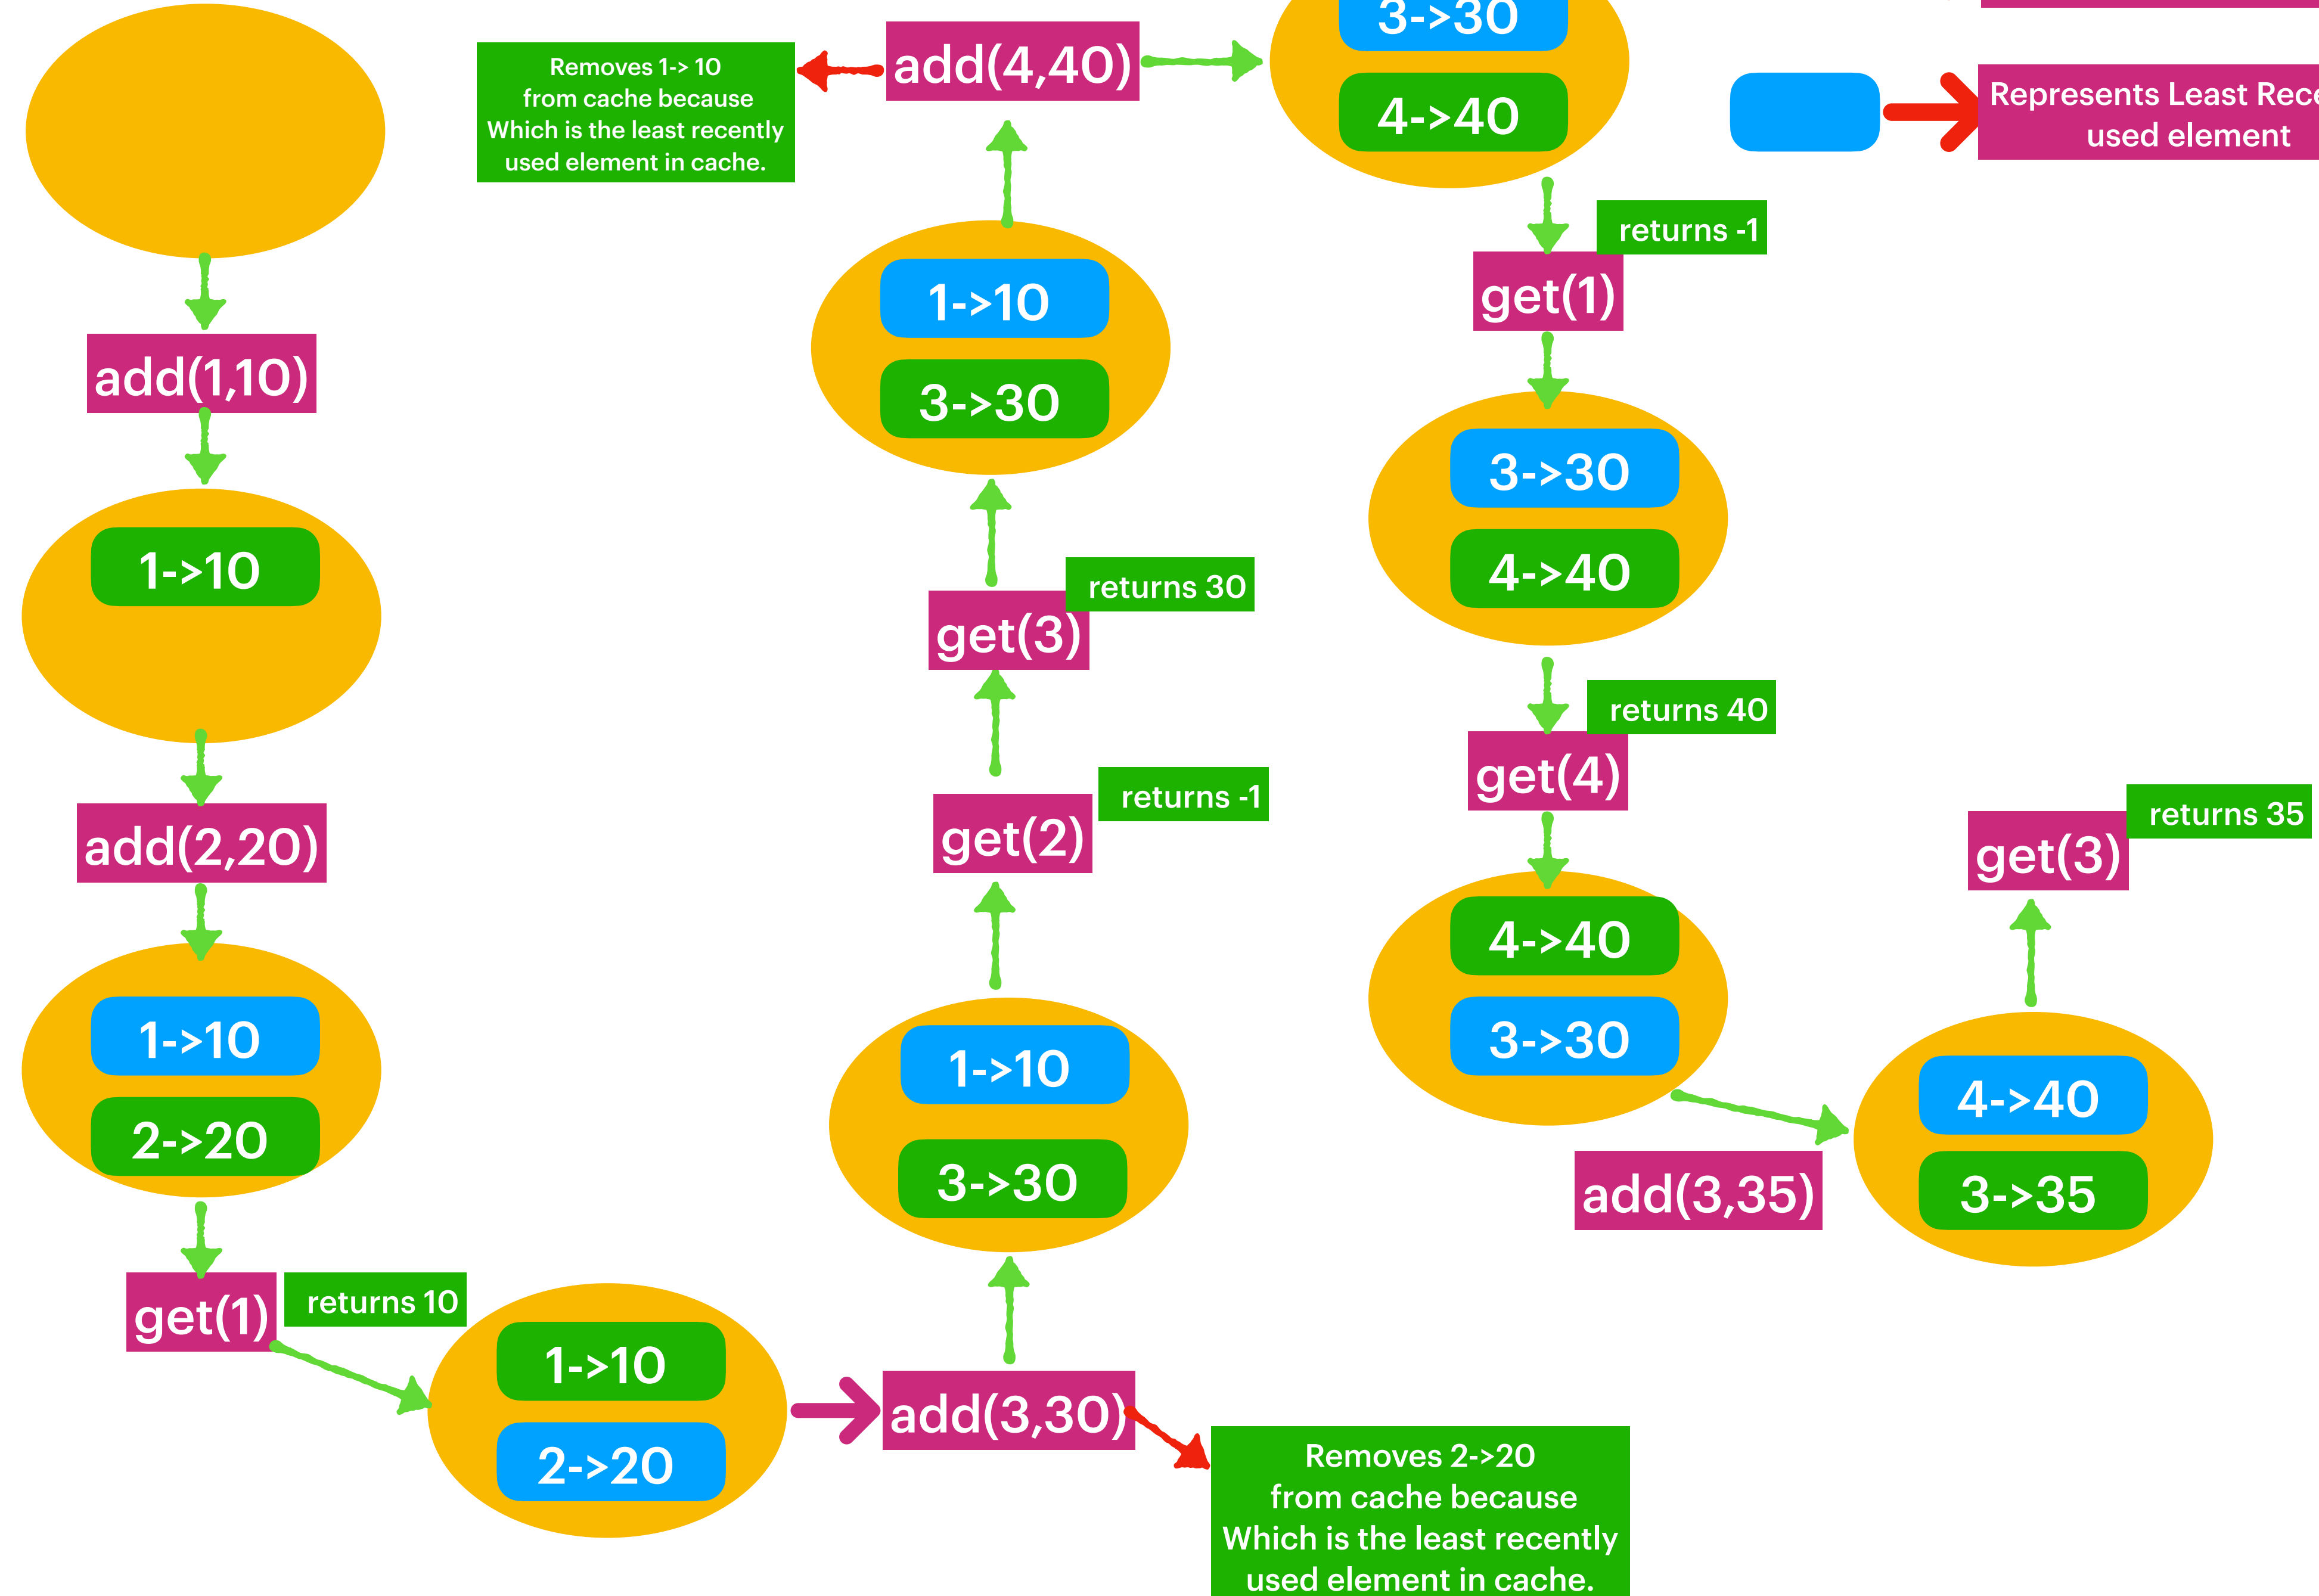 add(1,10)
1->10
add(2,20)
1->10
2->20
get(1)
returns 10
1->10
2->20
add(3,30)
Removes 2->20
from cache because
Which is the least recently
used element in cache.
1->10
3->30
get(2)
returns -1
get(3)
returns 30
1->10
3->30
add(4,40)
Removes 1-> 10
from cache because
Which is the least recently
used element in cache.
3->30
4->40
get(1)
returns -1
3->30
4->40
get(4)
returns 40
4->40
3->30
add(3,35)
4->40
3->35
get(3)
returns 35
Represents Least
used element